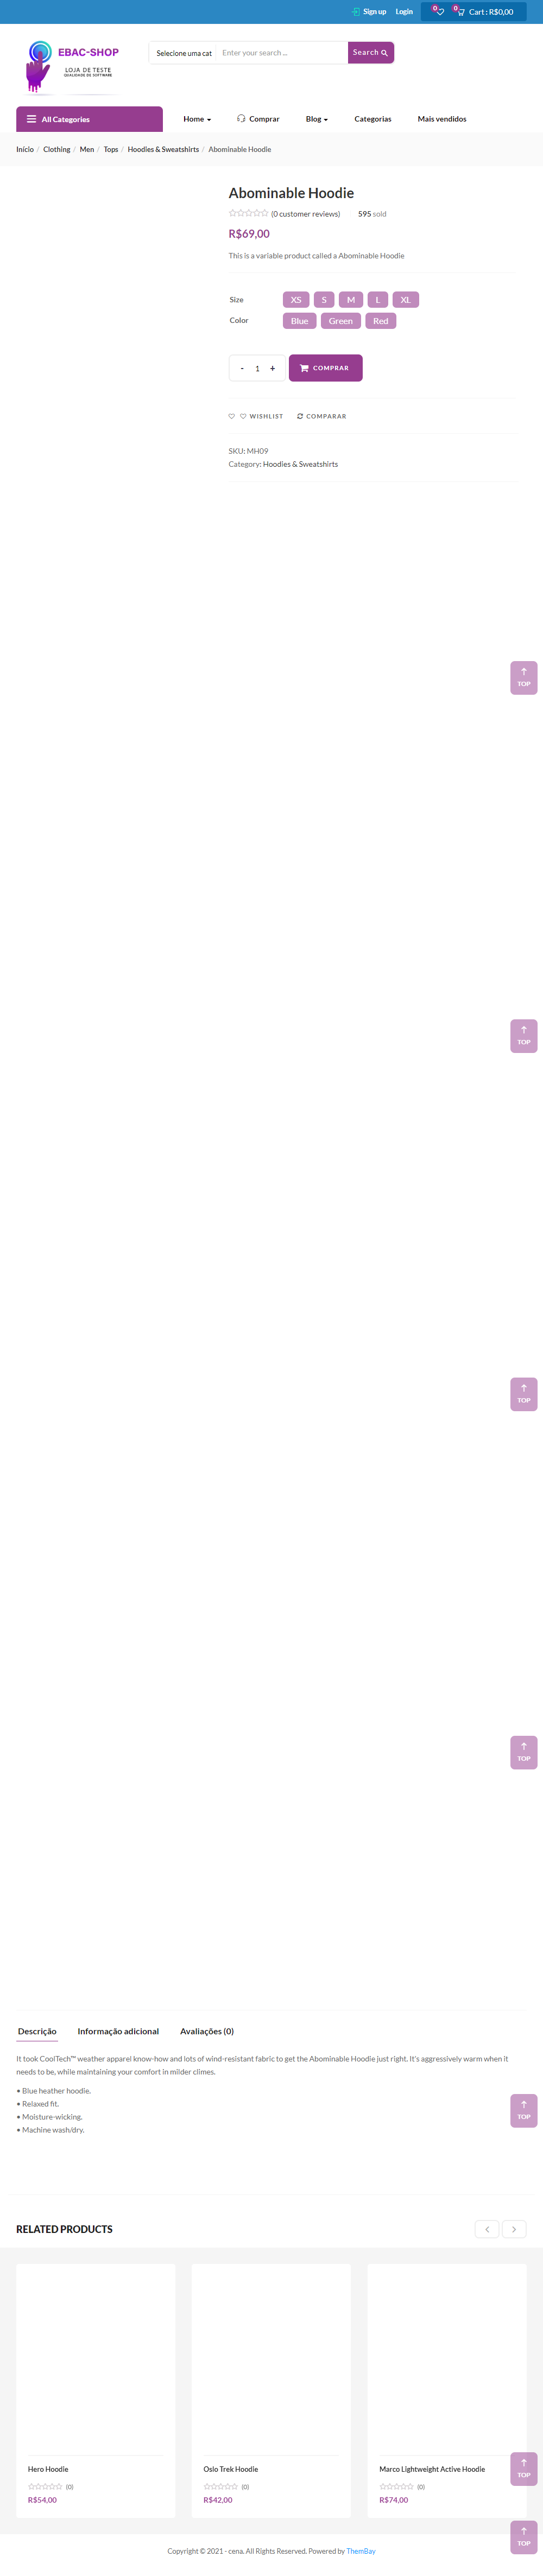 Sign up Login 0 0 Cart : R$0,00
EBAC-SHOP
LOJA DE TESTE
QUALIDADE DE SOFTWARE
Selecione uma cat Enter your search ... Search
All Categories Home Comprar Blog Categorias Mais vendidos
Início / Clothing / Men / Tops / Hoodies & Sweatshirts / Abominable Hoodie
Abominable Hoodie
(0 customer reviews) 595 sold
R$69,00
This is a variable product called a Abominable Hoodie
Size XS S M L XL
Color Blue Green Red
- 1 + COMPRAR
WISHLIST COMPARAR
SKU: MH09
Category: Hoodies & Sweatshirts
TOP
TOP
TOP
TOP
Descrição Informação adicional Avaliações (0)
It took CoolTech™ weather apparel know-how and lots of wind-resistant fabric to get the Abominable Hoodie just right. It's aggressively warm when it
needs to be, while maintaining your comfort in milder climes.
• Blue heather hoodie.
• Relaxed fit.
• Moisture-wicking.
• Machine wash/dry.
TOP
RELATED PRODUCTS
Hero Hoodie
(0)
R$54,00
Oslo Trek Hoodie
(0)
R$42,00
Marco Lightweight Active Hoodie
(0)
R$74,00
TOP
TOP
Copyright © 2021 - cena. All Rights Reserved. Powered by ThemBay